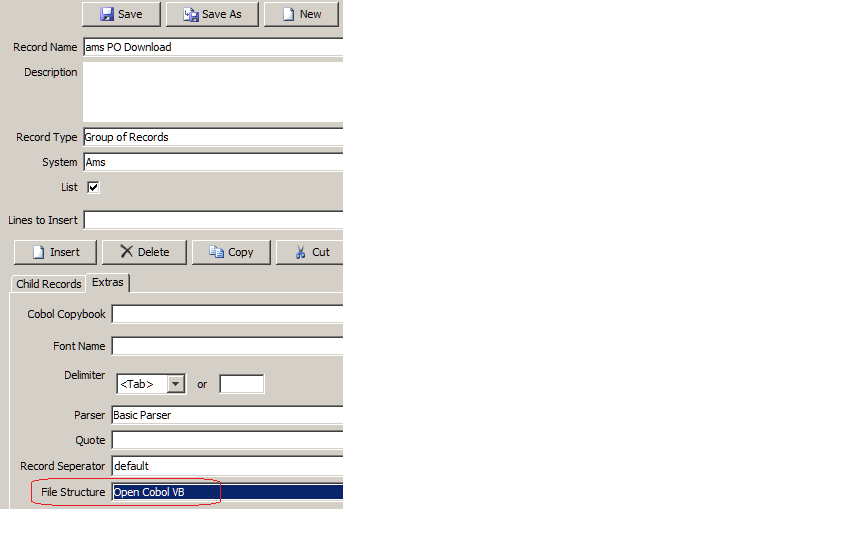 Save Save As New
Record Name ams PO Download
Description
Record Type Group of Records
System Ams
List
Lines to Insert
Insert Delete Copy Cut
Child Records Extras
Cobol Copybook
Font Name
Delimiter <Tab> or
Parser Basic Parser
Quote
Record Seperator default
File Structure Open Cobol VB